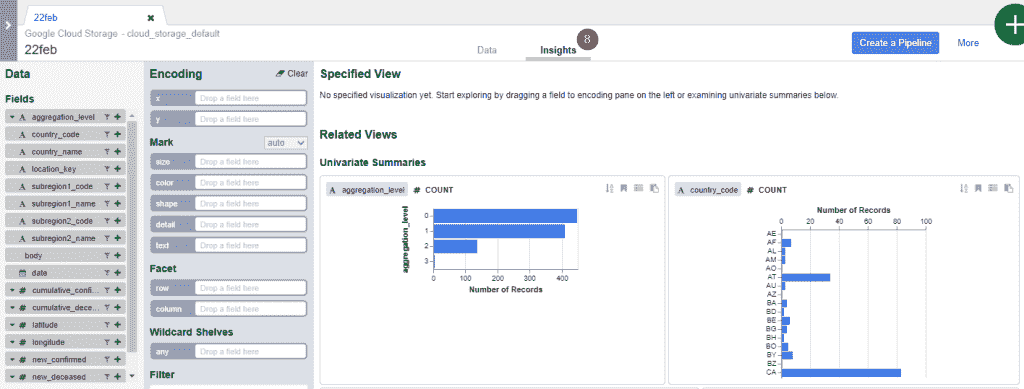 22feb
Google Cloud Storage - cloud_storage_default
22feb
Data
Insights
8
Create a Pipeline
More
Data
Fields
aggregation_level
country_code
country_name
location_key
subregion1_code
subregion1_name
subregion2_code
subregion2_name
body
date
cumulative_confi...
cumulative_dece...
latitude
longitude
new_confirmed
new_deceased
Encoding
Clear
x
Drop a field here
y
Drop a field here
Mark
auto
size
Drop a field here
color
Drop a field here
shape
Drop a field here
detail
Drop a field here
text
Drop a field here
Facet
row
Drop a field here
column
Drop a field here
Wildcard Shelves
any
Drop a field here
Filter
Specified View
No specified visualization yet. Start exploring by dragging a field to encoding pane on the left or examining univariate summaries below.
Related Views
Univariate Summaries
A aggregation_level # COUNT
aggregation_level
0
1
2
3
0 100 200 300 400
Number of Records
A country_code # COUNT
Number of Records
0 20 40 60 80 100
AE
AF
AL
AM
AO
AT
AU
AZ
BA
BD
BE
BG
BH
BO
BY
BZ
CA